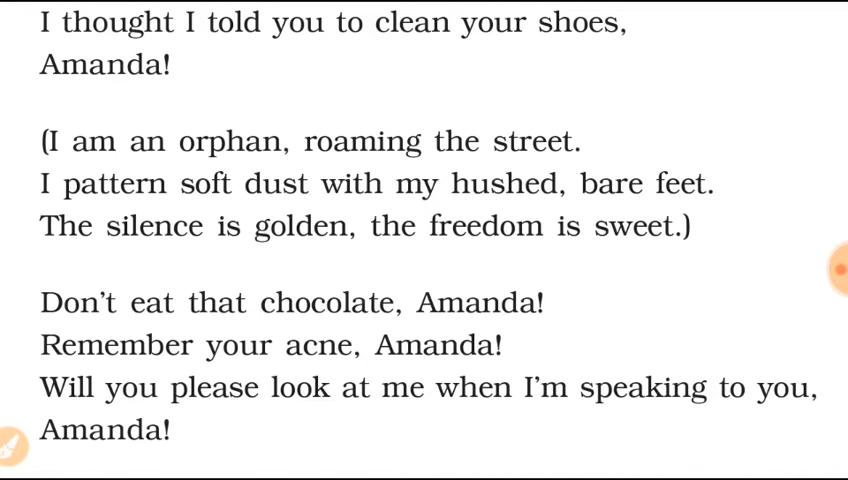 I thought I told you to clean your shoes,
Amanda!
(I am an orphan, roaming the street.
I pattern soft dust with my hushed, bare feet.
The silence is golden, the freedom is sweet.)
Don't eat that chocolate, Amanda!
Remember your acne, Amanda!
Will you please look at me when I'm speaking to you,
Amanda!